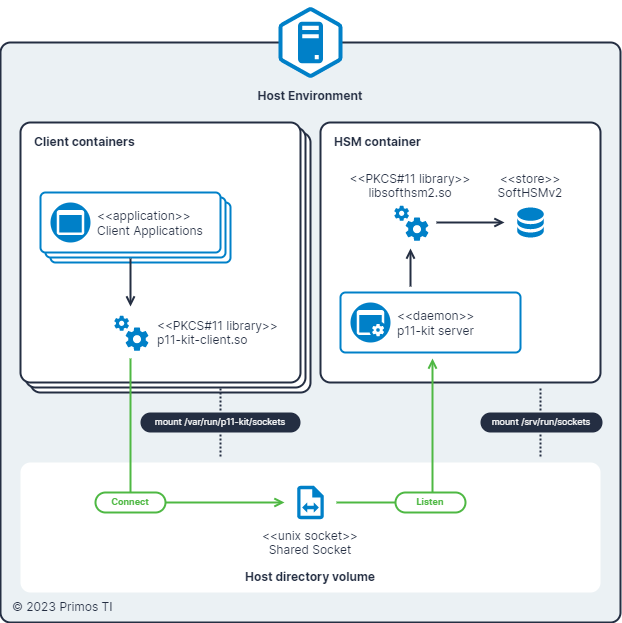 Host Environment
Client containers
<<application>>
Client Applications
<<PKCS#11 library>>
p11-kit-client.so
HSM container
<<PKCS#11 library>>
libsofthsm2.so
<<store>>
SoftHSMv2
<<daemon>>
p11-kit server
mount /var/run/p11-kit/sockets
mount /srv/run/sockets
Connect
Listen
<<unix socket>>
Shared Socket
Host directory volume
© 2023 Primos TI